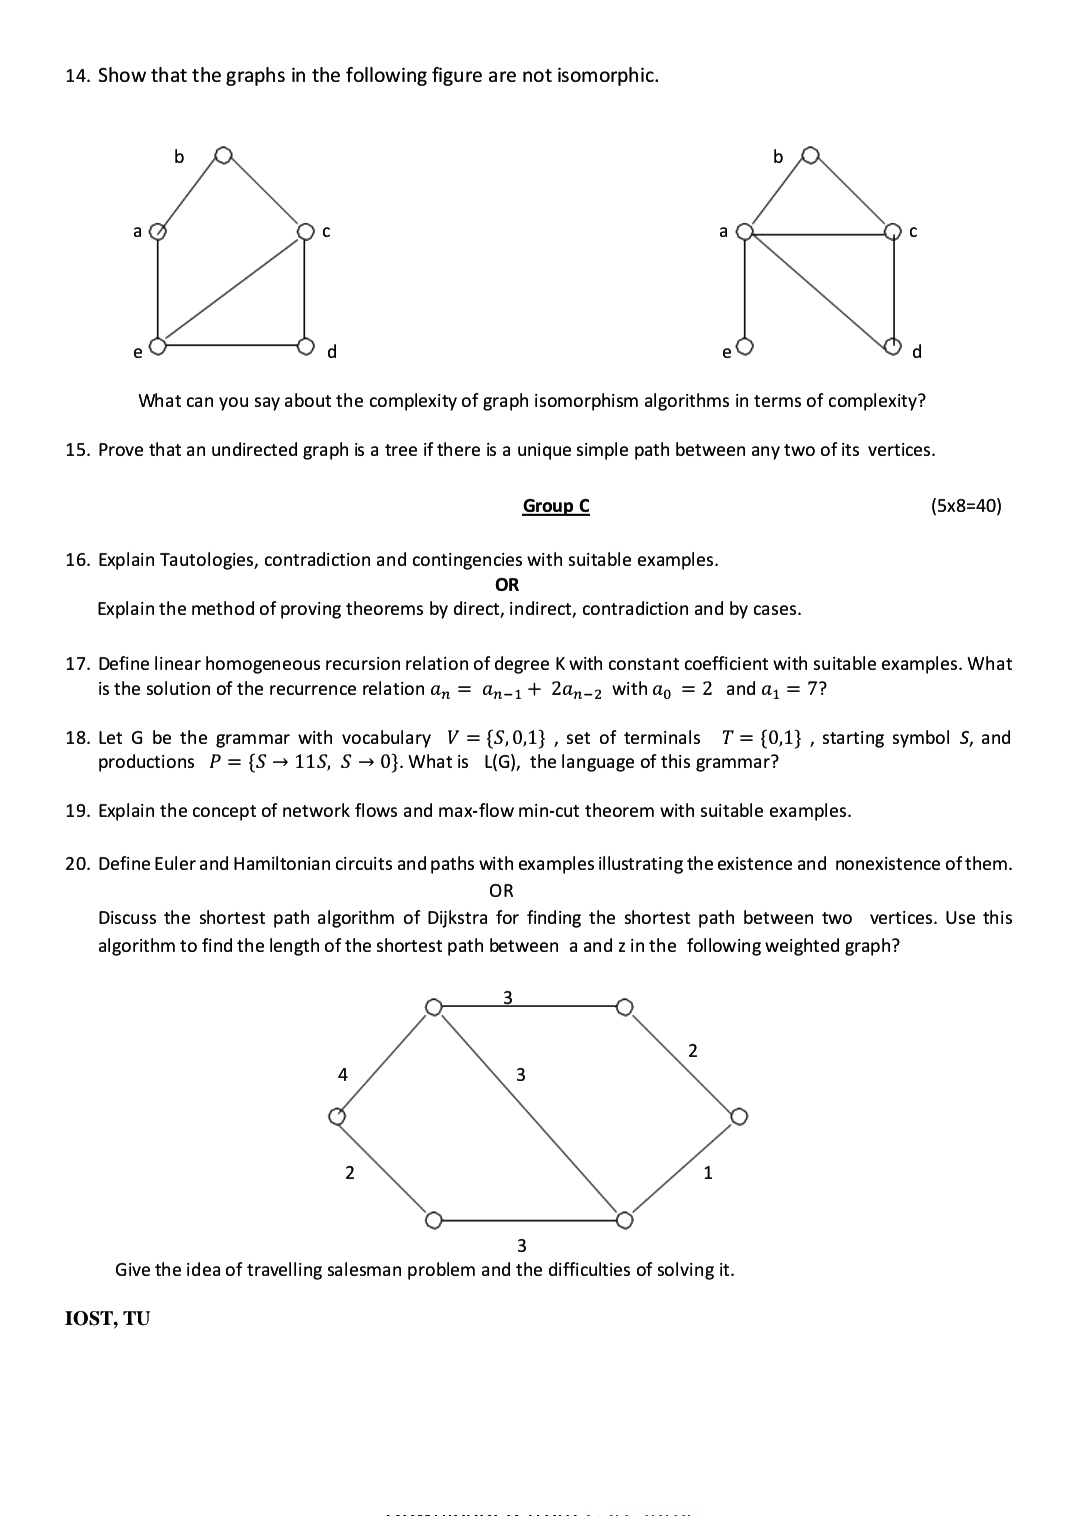 14. Show that the graphs in the following figure are not isomorphic.
b
b
a
c
a
c
e
d
e
d
What can you say about the complexity of graph isomorphism algorithms in terms of complexity?
15. Prove that an undirected graph is a tree if there is a unique simple path between any two of its vertices.
Group C (5x8=40)
16. Explain Tautologies, contradiction and contingencies with suitable examples.
OR
Explain the method of proving theorems by direct, indirect, contradiction and by cases.
17. Define linear homogeneous recursion relation of degree K with constant coefficient with suitable examples. What
is the solution of the recurrence relation aₙ = aₙ₋₁ + 2aₙ₋₂ with a₀ = 2 and a₁ = 7?
18. Let G be the grammar with vocabulary V = {S,0,1} , set of terminals T = {0,1} , starting symbol S, and
productions P = {S → 11S, S → 0}. What is L(G), the language of this grammar?
19. Explain the concept of network flows and max-flow min-cut theorem with suitable examples.
20. Define Euler and Hamiltonian circuits and paths with examples illustrating the existence and nonexistence of them.
OR
Discuss the shortest path algorithm of Dijkstra for finding the shortest path between two vertices. Use this
algorithm to find the length of the shortest path between a and z in the following weighted graph?
3
2
4
3
2
1
3
Give the idea of travelling salesman problem and the difficulties of solving it.
IOST, TU